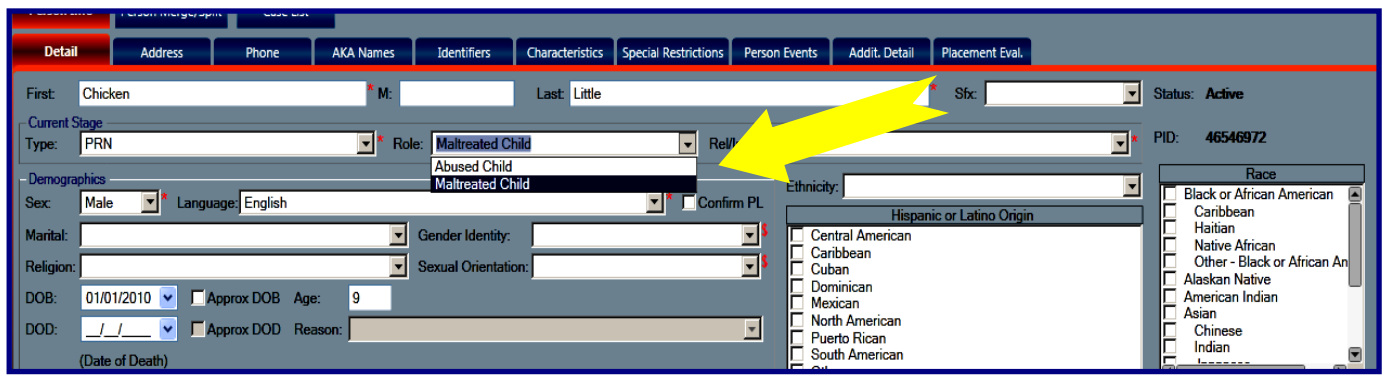 Person Merge/Split Case List
Detail Address Phone AKA Names Identifiers Characteristics Special Restrictions Person Events Addit. Detail Placement Eval.
First: Chicken * M: Last: Little * Sfx: Status: Active
Current Stage
Type: PRN * Role: Maltreated Child * PID: 46546972
Abused Child
Maltreated Child
Demographics
Ethnicity: Race
Sex: Male * Language: English * Confirm PL
Hispanic or Latino Origin
Marital: Gender Identity: $
Religion: Sexual Orientation: $
DOB: 01/01/2010 Approx DOB Age: 9
DOD: __/__/____ Approx DOD Reason:
(Date of Death)
Central American
Caribbean
Cuban
Dominican
Mexican
North American
Puerto Rican
South American
Black or African American
Caribbean
Haitian
Native African
Other - Black or African An
Alaskan Native
American Indian
Asian
Chinese
Indian